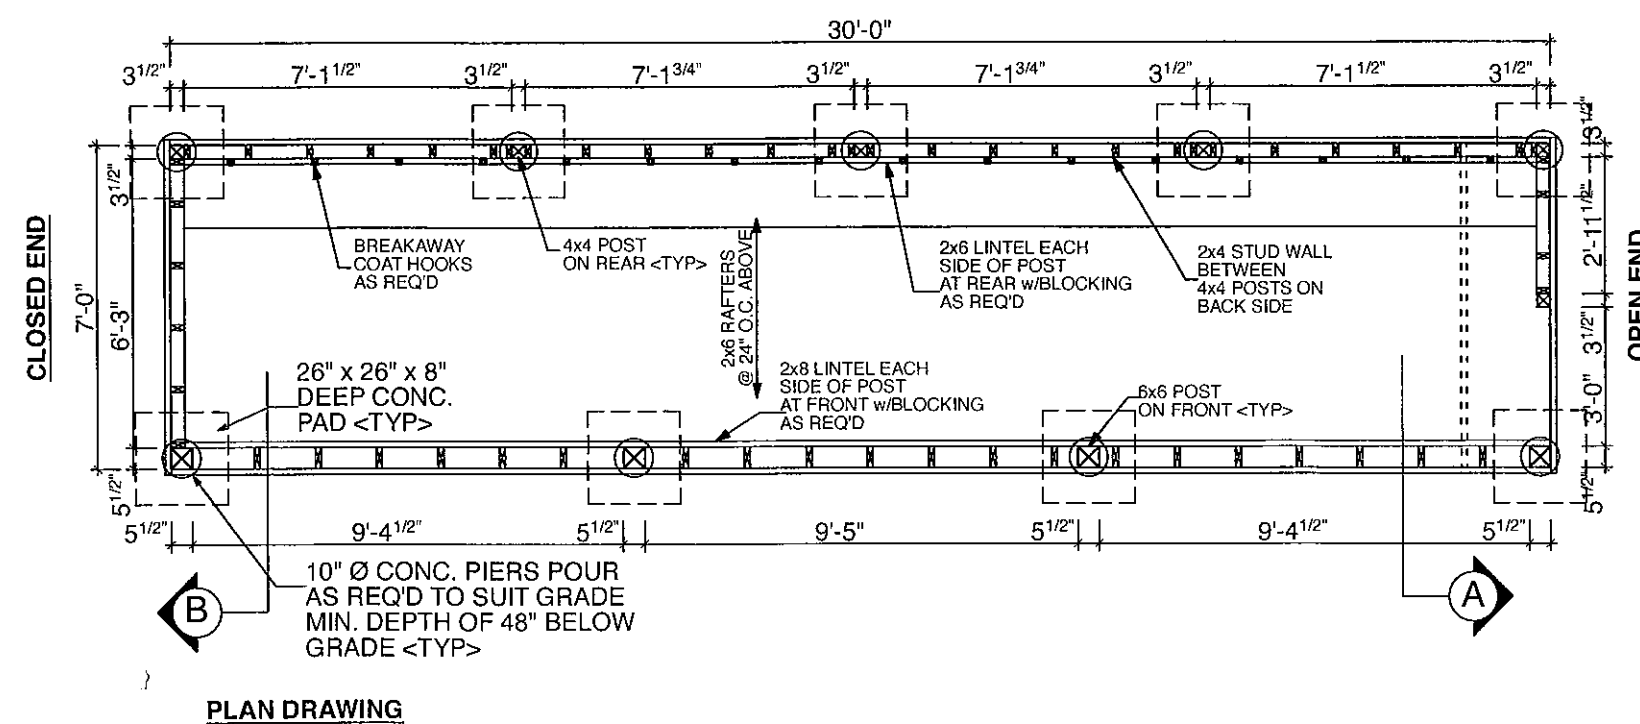 30'-0"
3 1/2" 7'-1 1/2" 3 1/2" 7'-1 3/4" 3 1/2" 7'-1 3/4" 3 1/2" 7'-1 1/2" 3 1/2"
3 1/2"
3 1/2"
CLOSED END
7'-0"
6'-3"
5 1/2"
BREAKAWAY
COAT HOOKS
AS REQ'D
4x4 POST
ON REAR <TYP>
2x6 RAFTERS
@ 24" O.C. ABOVE
2x6 LINTEL EACH
SIDE OF POST
AT REAR w/BLOCKING
AS REQ'D
2x4 STUD WALL
BETWEEN
4x4 POSTS ON
BACK SIDE
2'-11 1/2"
3 1/2"
3'-0"
5 1/2"
OPEN END
26" x 26" x 8"
DEEP CONC.
PAD <TYP>
2x8 LINTEL EACH
SIDE OF POST
AT FRONT w/BLOCKING
AS REQ'D
6x6 POST
ON FRONT <TYP>
5 1/2" 9'-4 1/2" 5 1/2" 9'-5" 5 1/2" 9'-4 1/2" 5 1/2"
10" Ø CONC. PIERS POUR
AS REQ'D TO SUIT GRADE
MIN. DEPTH OF 48" BELOW
GRADE <TYP>
B
A
PLAN DRAWING